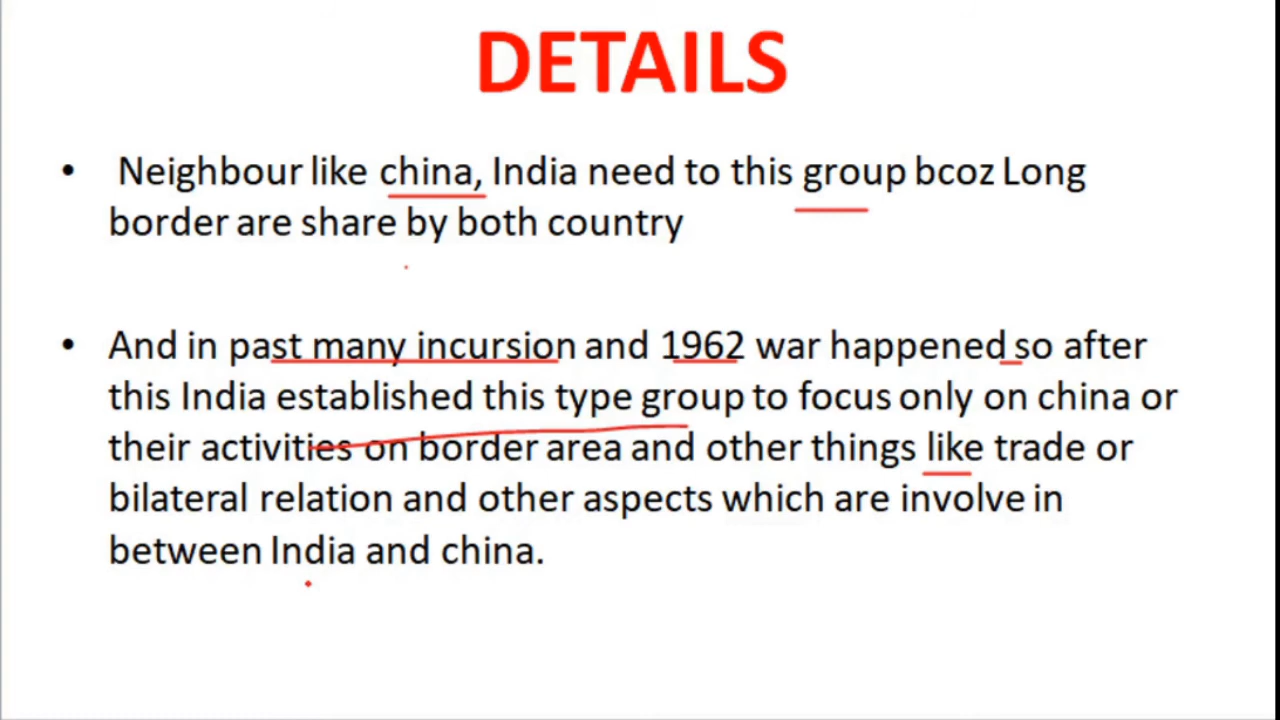 DETAILS
• Neighbour like china, India need to this group bcoz Long
border are share by both country
• And in past many incursion and 1962 war happened so after
this India established this type group to focus only on china or
their activities on border area and other things like trade or
bilateral relation and other aspects which are involve in
between India and china.